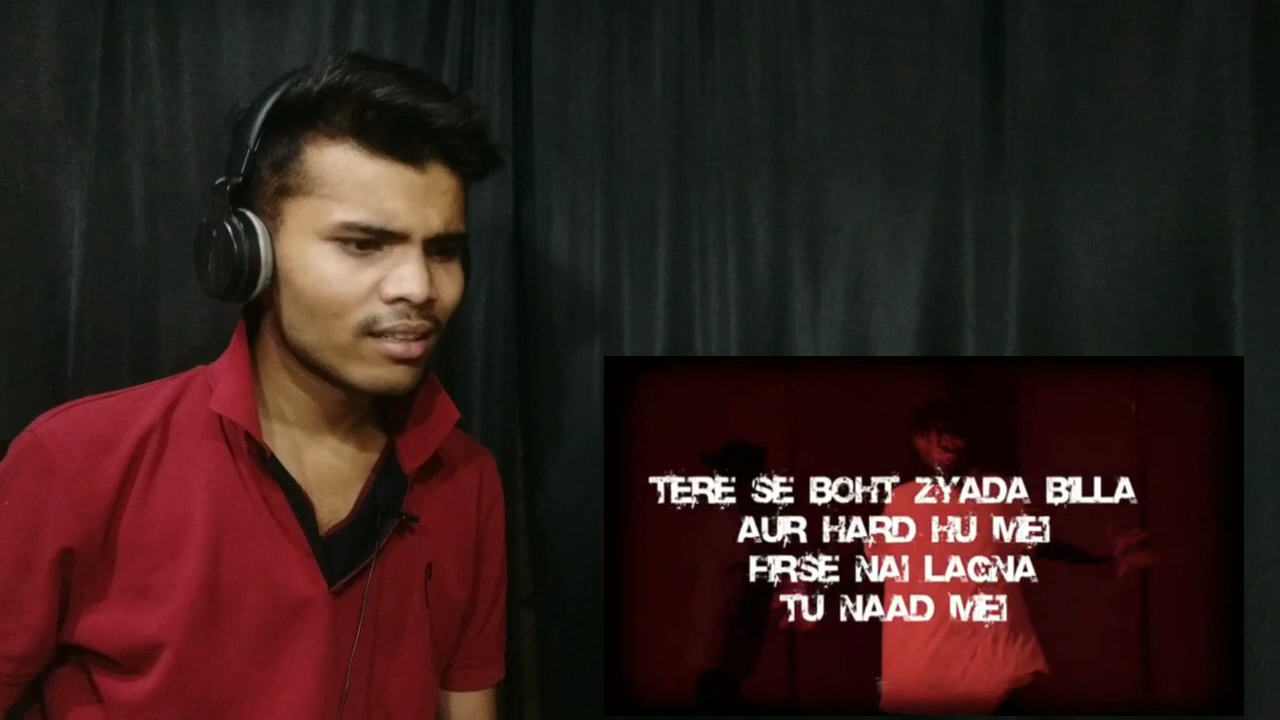 TERE SE BOHT ZYADA BILLA
AUR HARD HU MEI
FIRSE NAI LAGNA
TU NAAD MEI